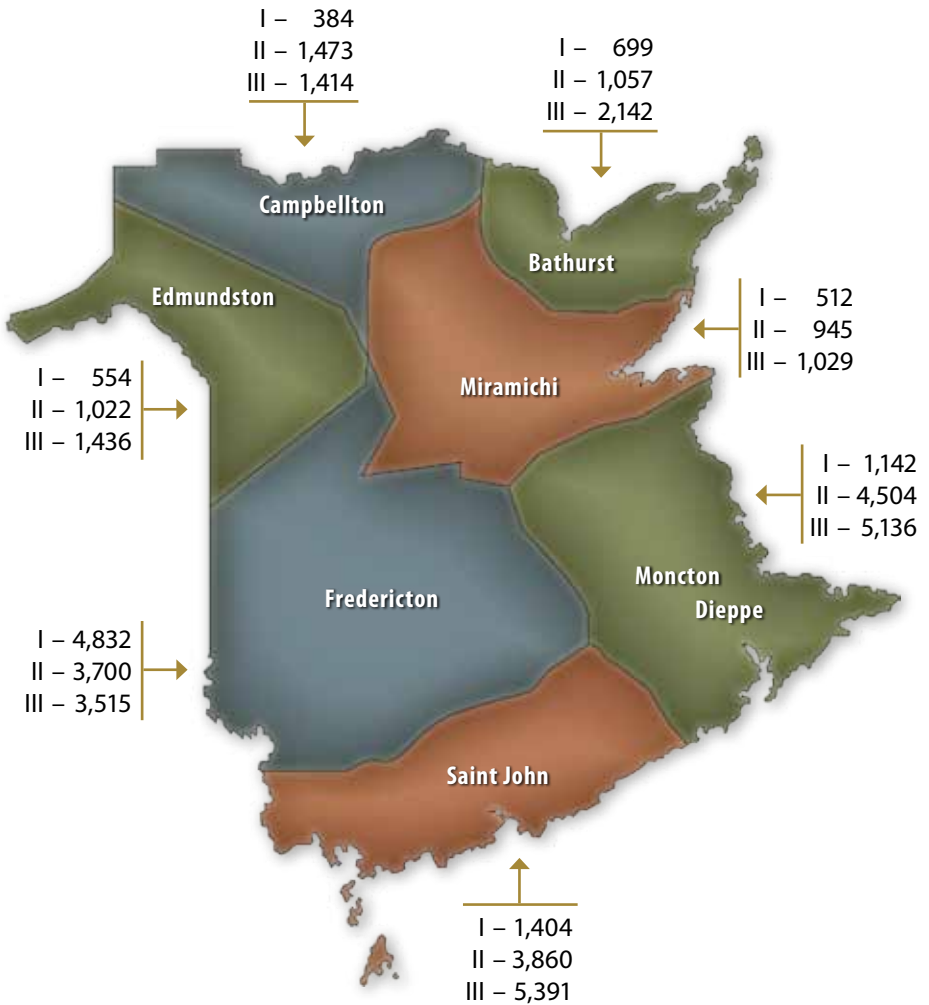 I – 384
II – 1,473
III – 1,414
I – 699
II – 1,057
III – 2,142
Campbellton
Bathurst
Edmundston
I – 512
II – 945
III – 1,029
Miramichi
I – 554
II – 1,022
III – 1,436
I – 1,142
II – 4,504
III – 5,136
Moncton
Dieppe
Fredericton
I – 4,832
II – 3,700
III – 3,515
Saint John
I – 1,404
II – 3,860
III – 5,391